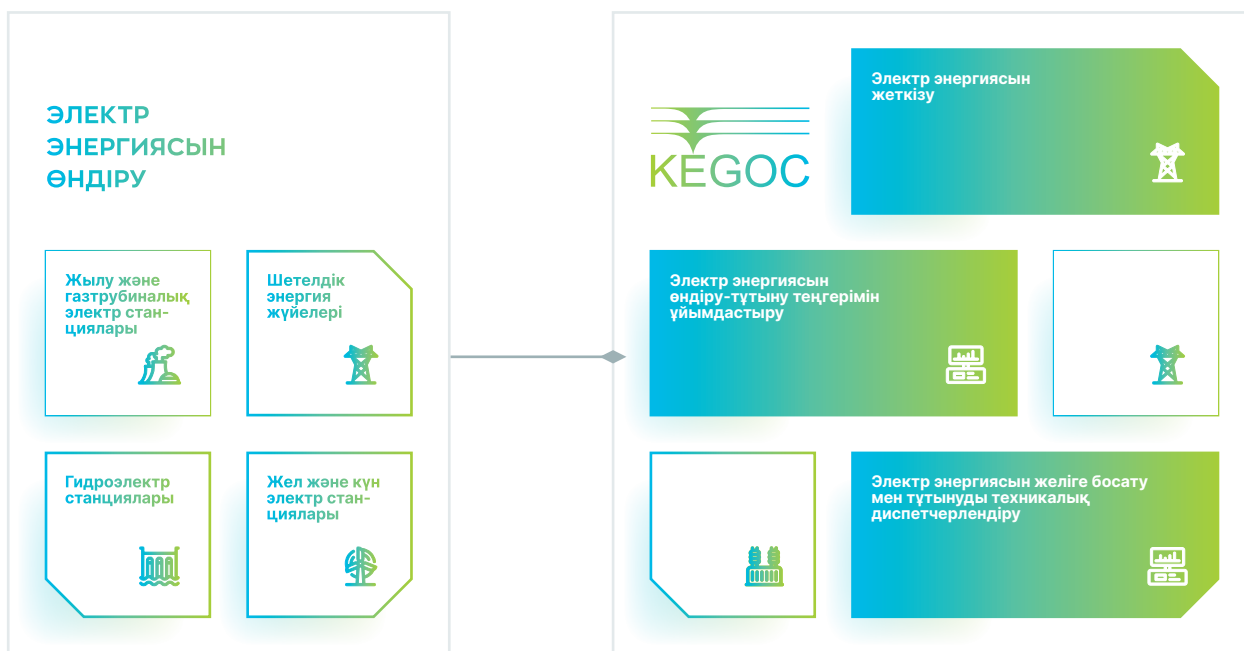 ЭЛЕКТР
ЭНЕРГИЯСЫН
ӨНДІРУ
Жылу және
газтрубиналық
электр стан-
циялары
Шетелдік
энергия
жүйелері
Гидроэлектр
станциялары
Жел және күн
электр стан-
циялары
KEGOC
Электр энергиясын
жеткізу
Электр энергиясын
өндіру-тұтыну теңгерімін
ұйымдастыру
Электр энергиясын желіге босату
мен тұтынуды техникалық
диспетчерлендіру